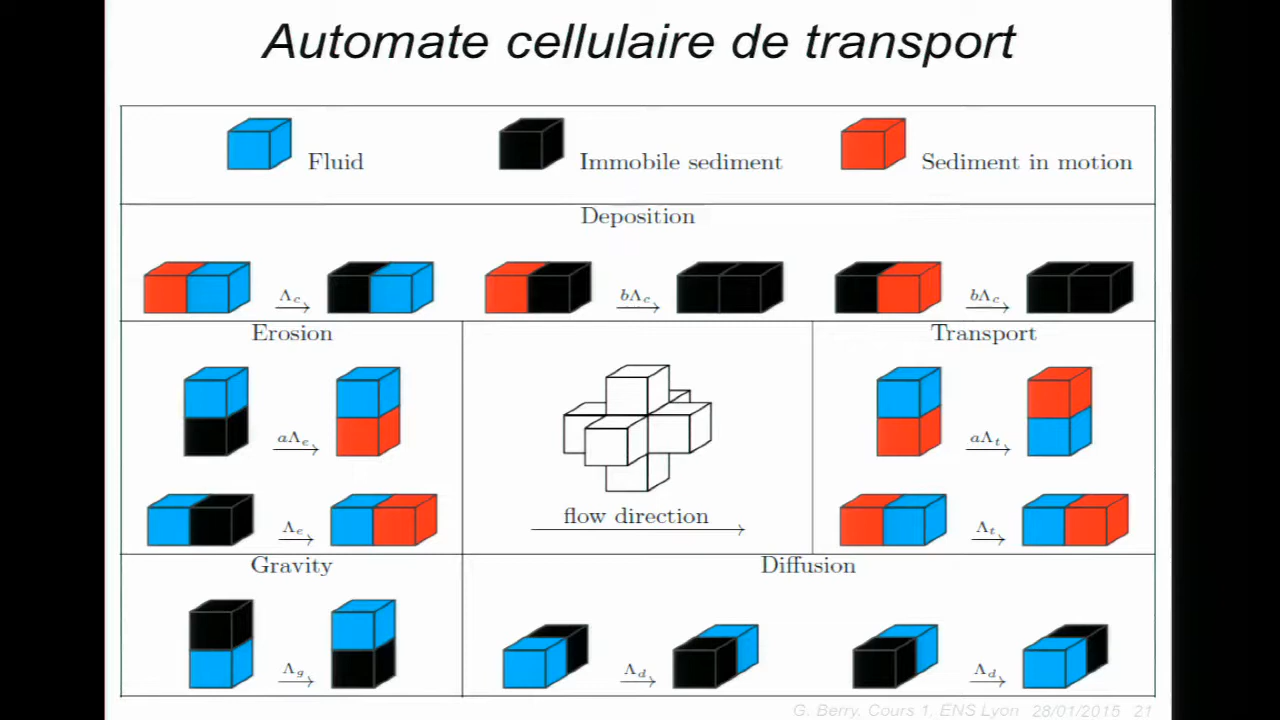 Automate cellulaire de transport
Fluid
Immobile sediment
Sediment in motion
Deposition
Λc
bΛc
bΛc
Erosion
Transport
aΛe
aΛt
flow direction
Λe
Λt
Gravity
Diffusion
Λg
Λd
Λd
G. Berry, Cours 1, ENS Lyon 28/01/2015 21